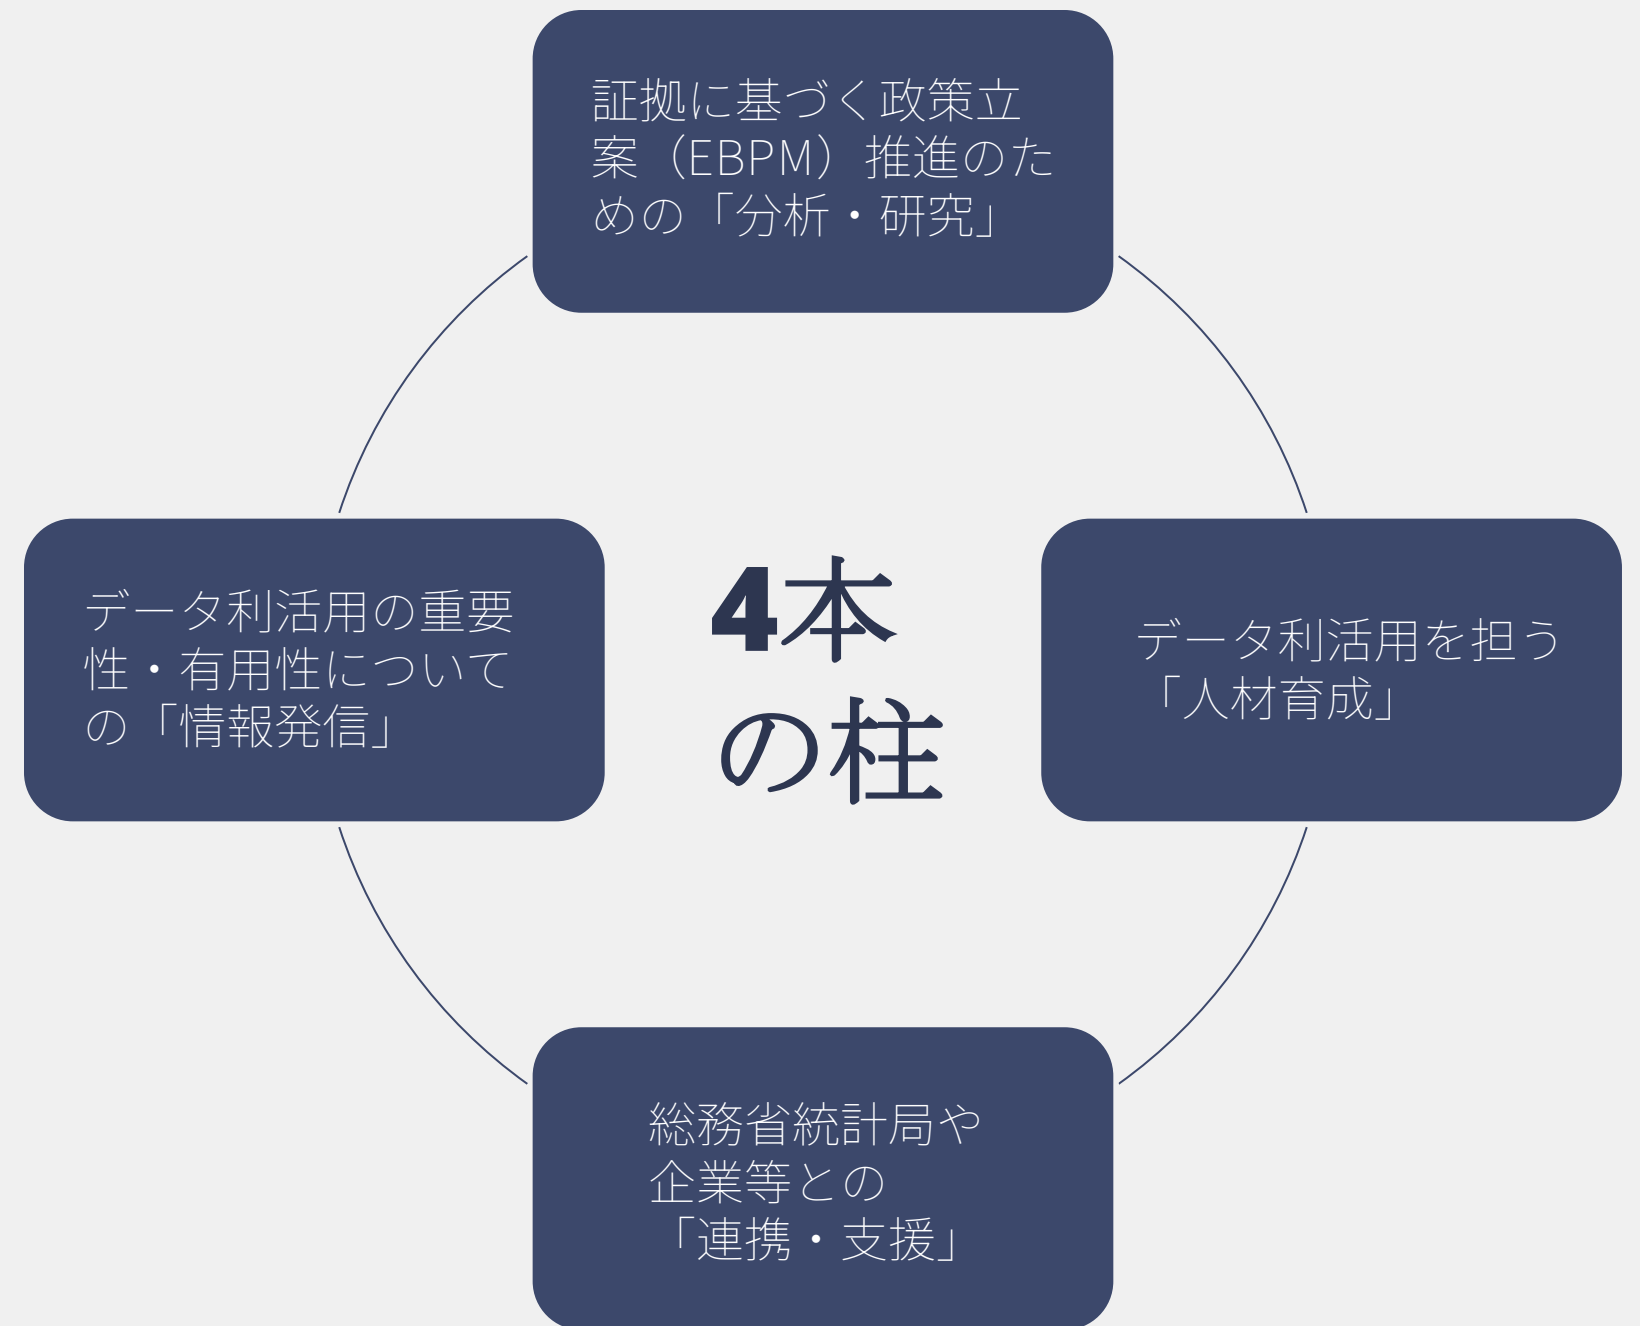 証拠に基づく政策立
案（EBPM）推進のた
めの「分析・研究」
データ利活用の重要
性・有用性について
の「情報発信」
4本
の柱
データ利活用を担う
「人材育成」
総務省統計局や
企業等との
「連携・支援」